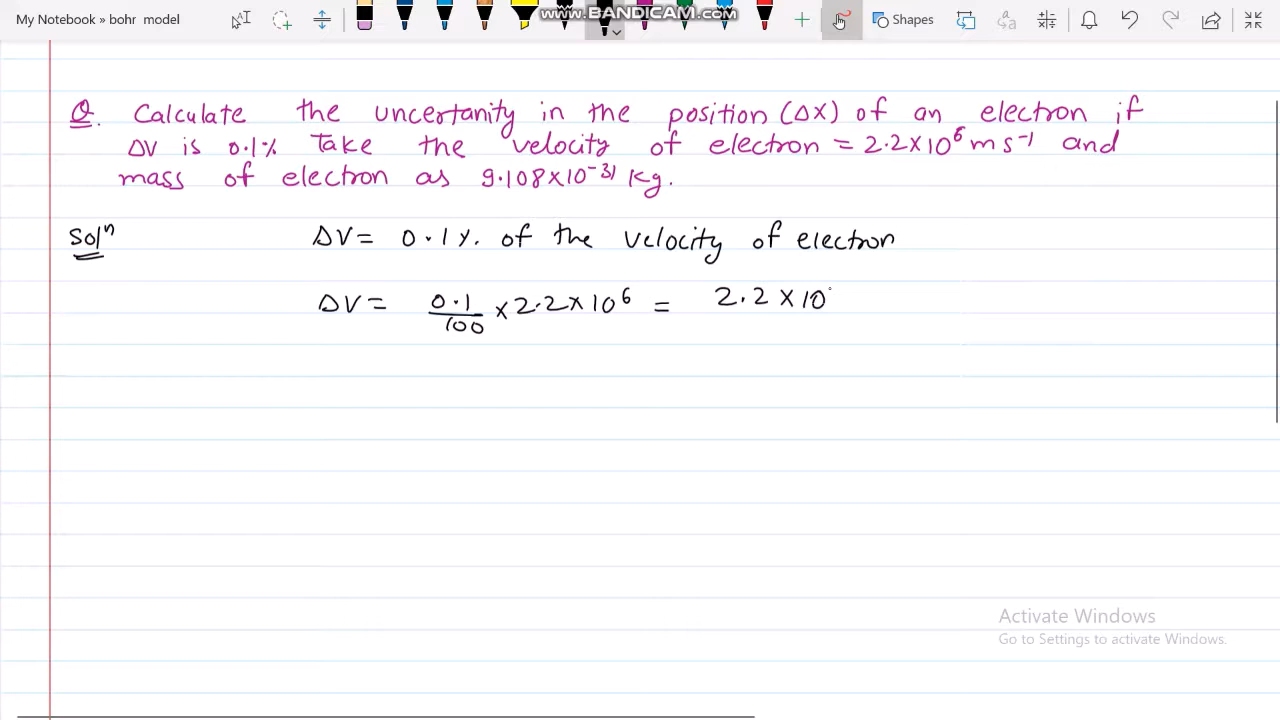 My Notebook » bohr model
www.BANDICAM.com
Shapes
Q. Calculate the uncertanity in the position (ΔX) of an electron if
ΔV is 0.1% Take the velocity of electron = 2.2×10⁶ m s⁻¹ and
mass of electron as 9.108×10⁻³¹ Kg.
Solⁿ ΔV = 0.1 %. of the velocity of electron
ΔV = 0.1/100 × 2.2×10⁶ = 2.2 × 10
Activate Windows
Go to Settings to activate Windows.